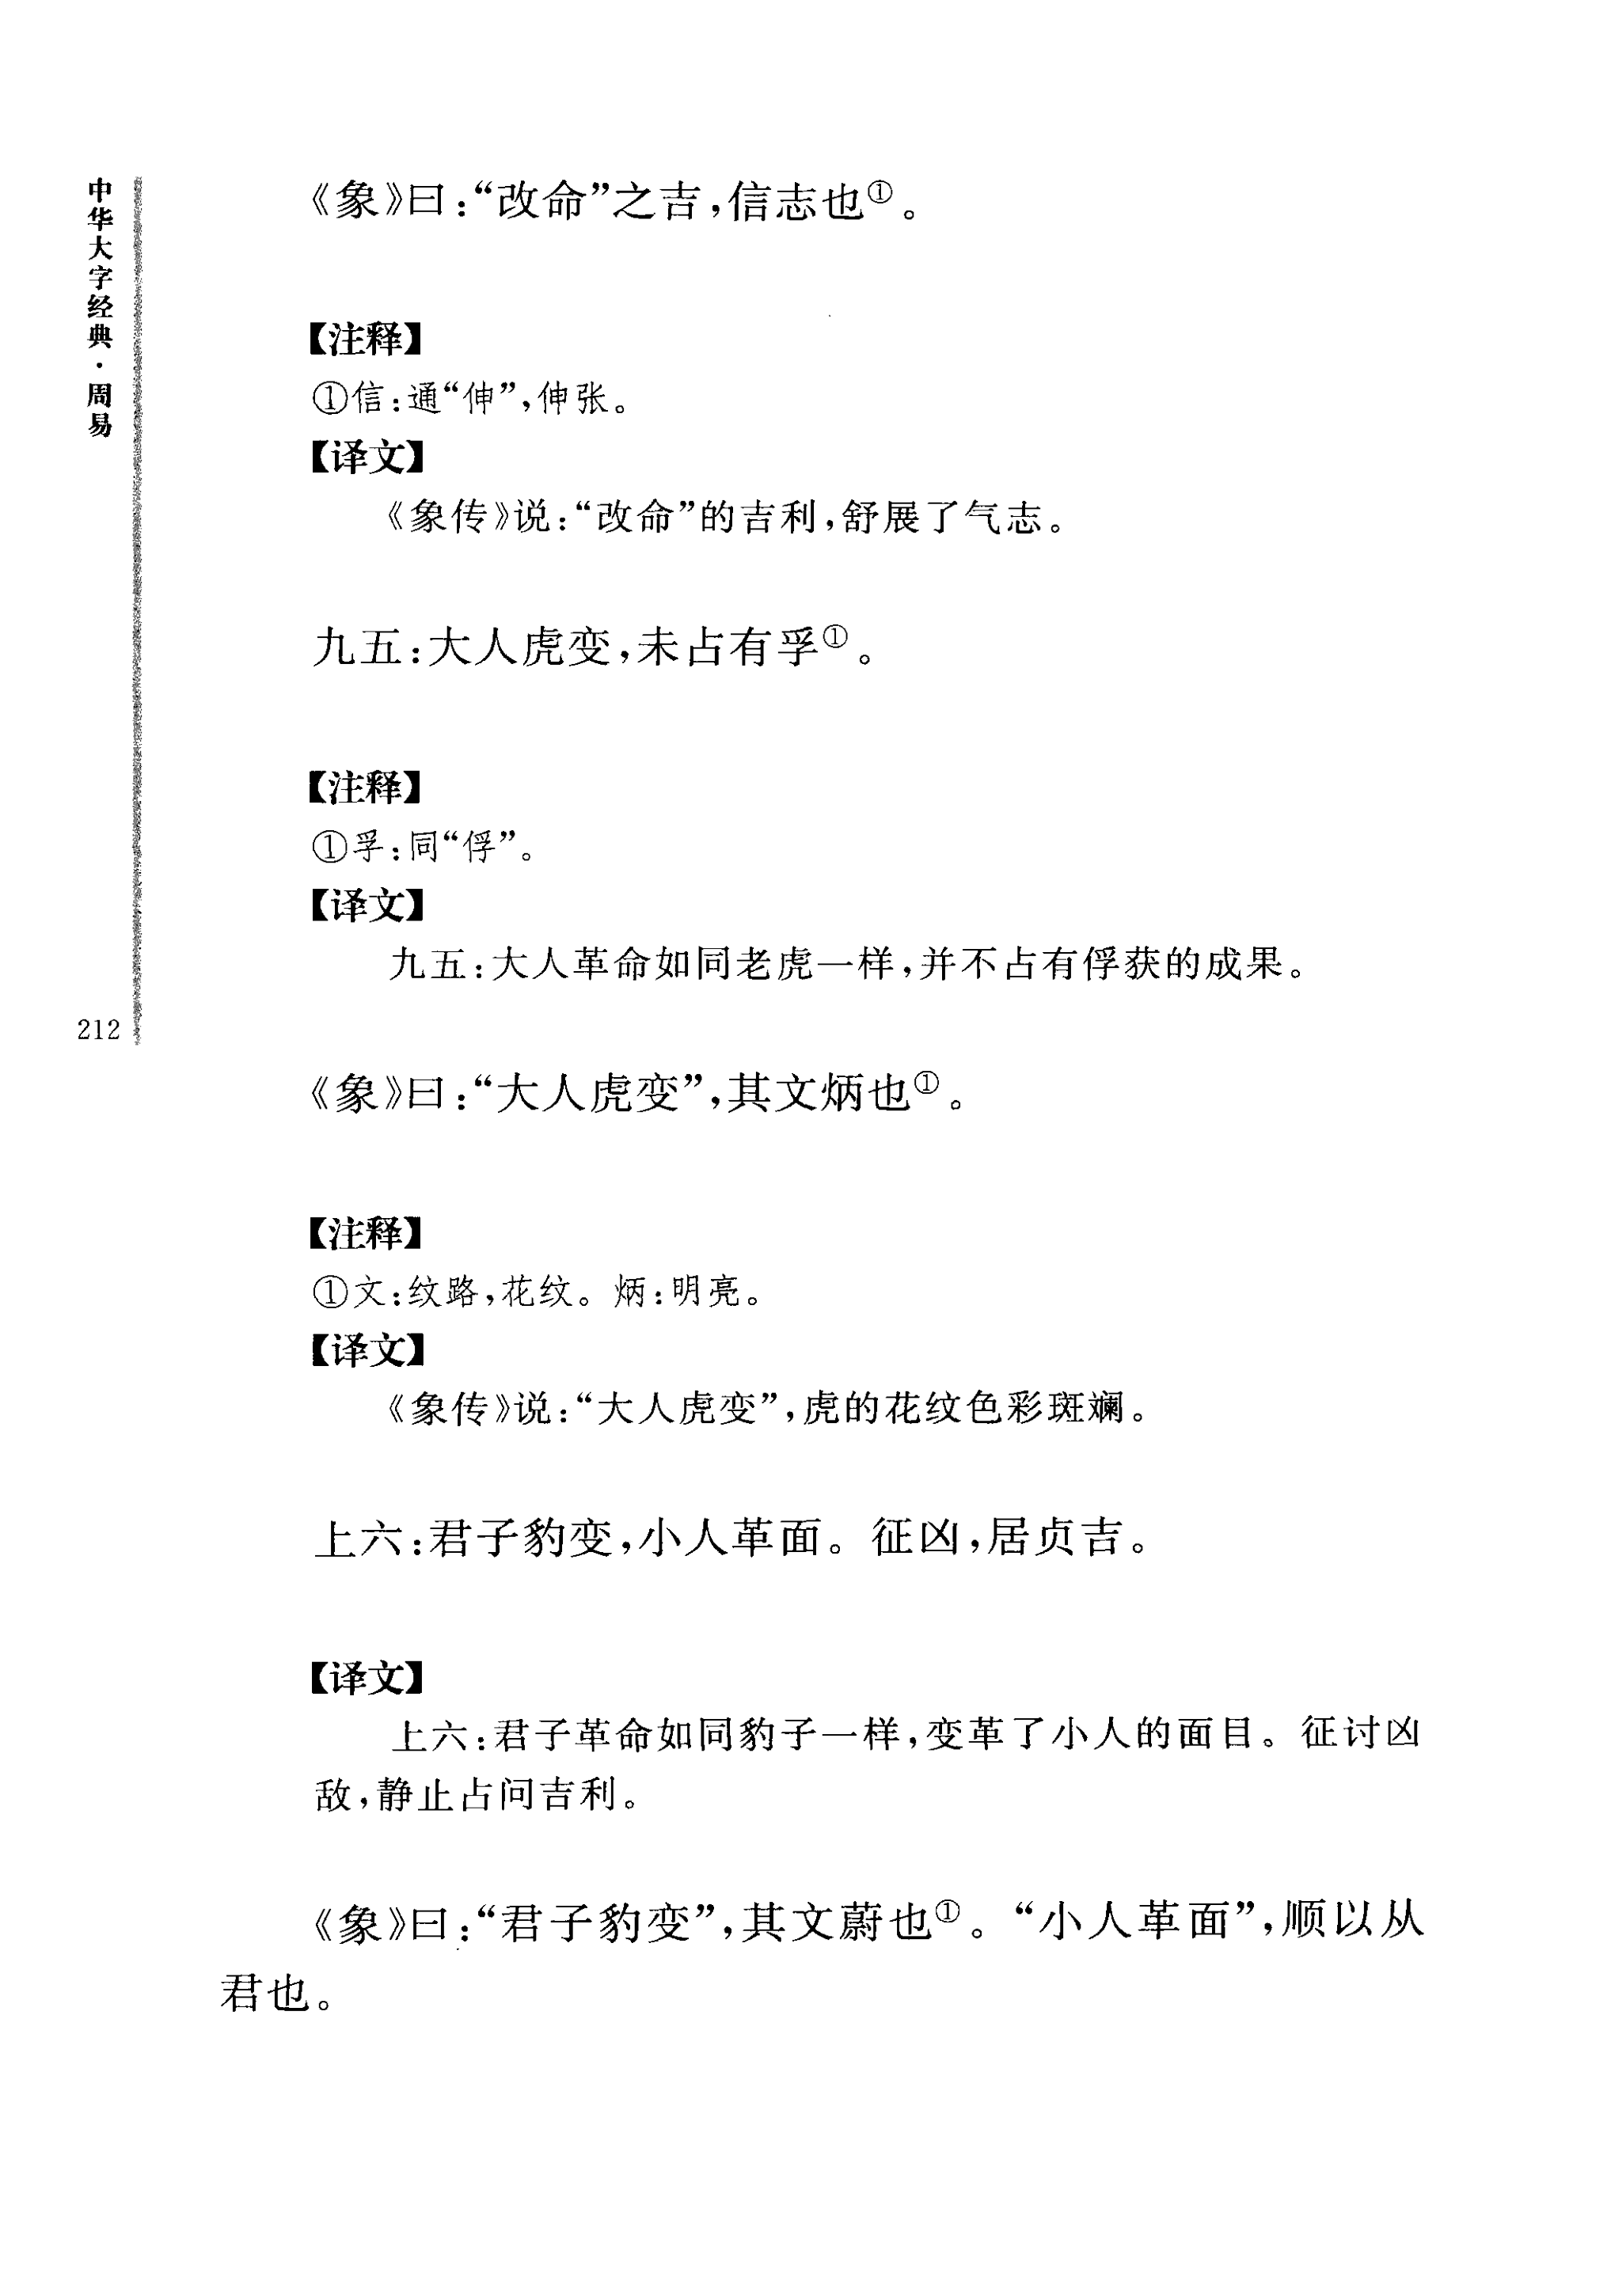 中华大字经典·周易
212
《象》曰：“改命”之吉，信志也①。
【注释】
①信：通“伸”，伸张。
【译文】
《象传》说：“改命”的吉利，舒展了气志。
九五：大人虎变，未占有孚①。
【注释】
①孚：同“俘”。
【译文】
九五：大人革命如同老虎一样，并不占有俘获的成果。
《象》曰：“大人虎变”，其文炳也①。
【注释】
①文：纹路，花纹。炳：明亮。
【译文】
《象传》说：“大人虎变”，虎的花纹色彩斑斓。
上六：君子豹变，小人革面。征凶，居贞吉。
【译文】
上六：君子革命如同豹子一样，变革了小人的面目。征讨凶
敌，静止占问吉利。
《象》曰：“君子豹变”，其文蔚也①。“小人革面”，顺以从
君也。